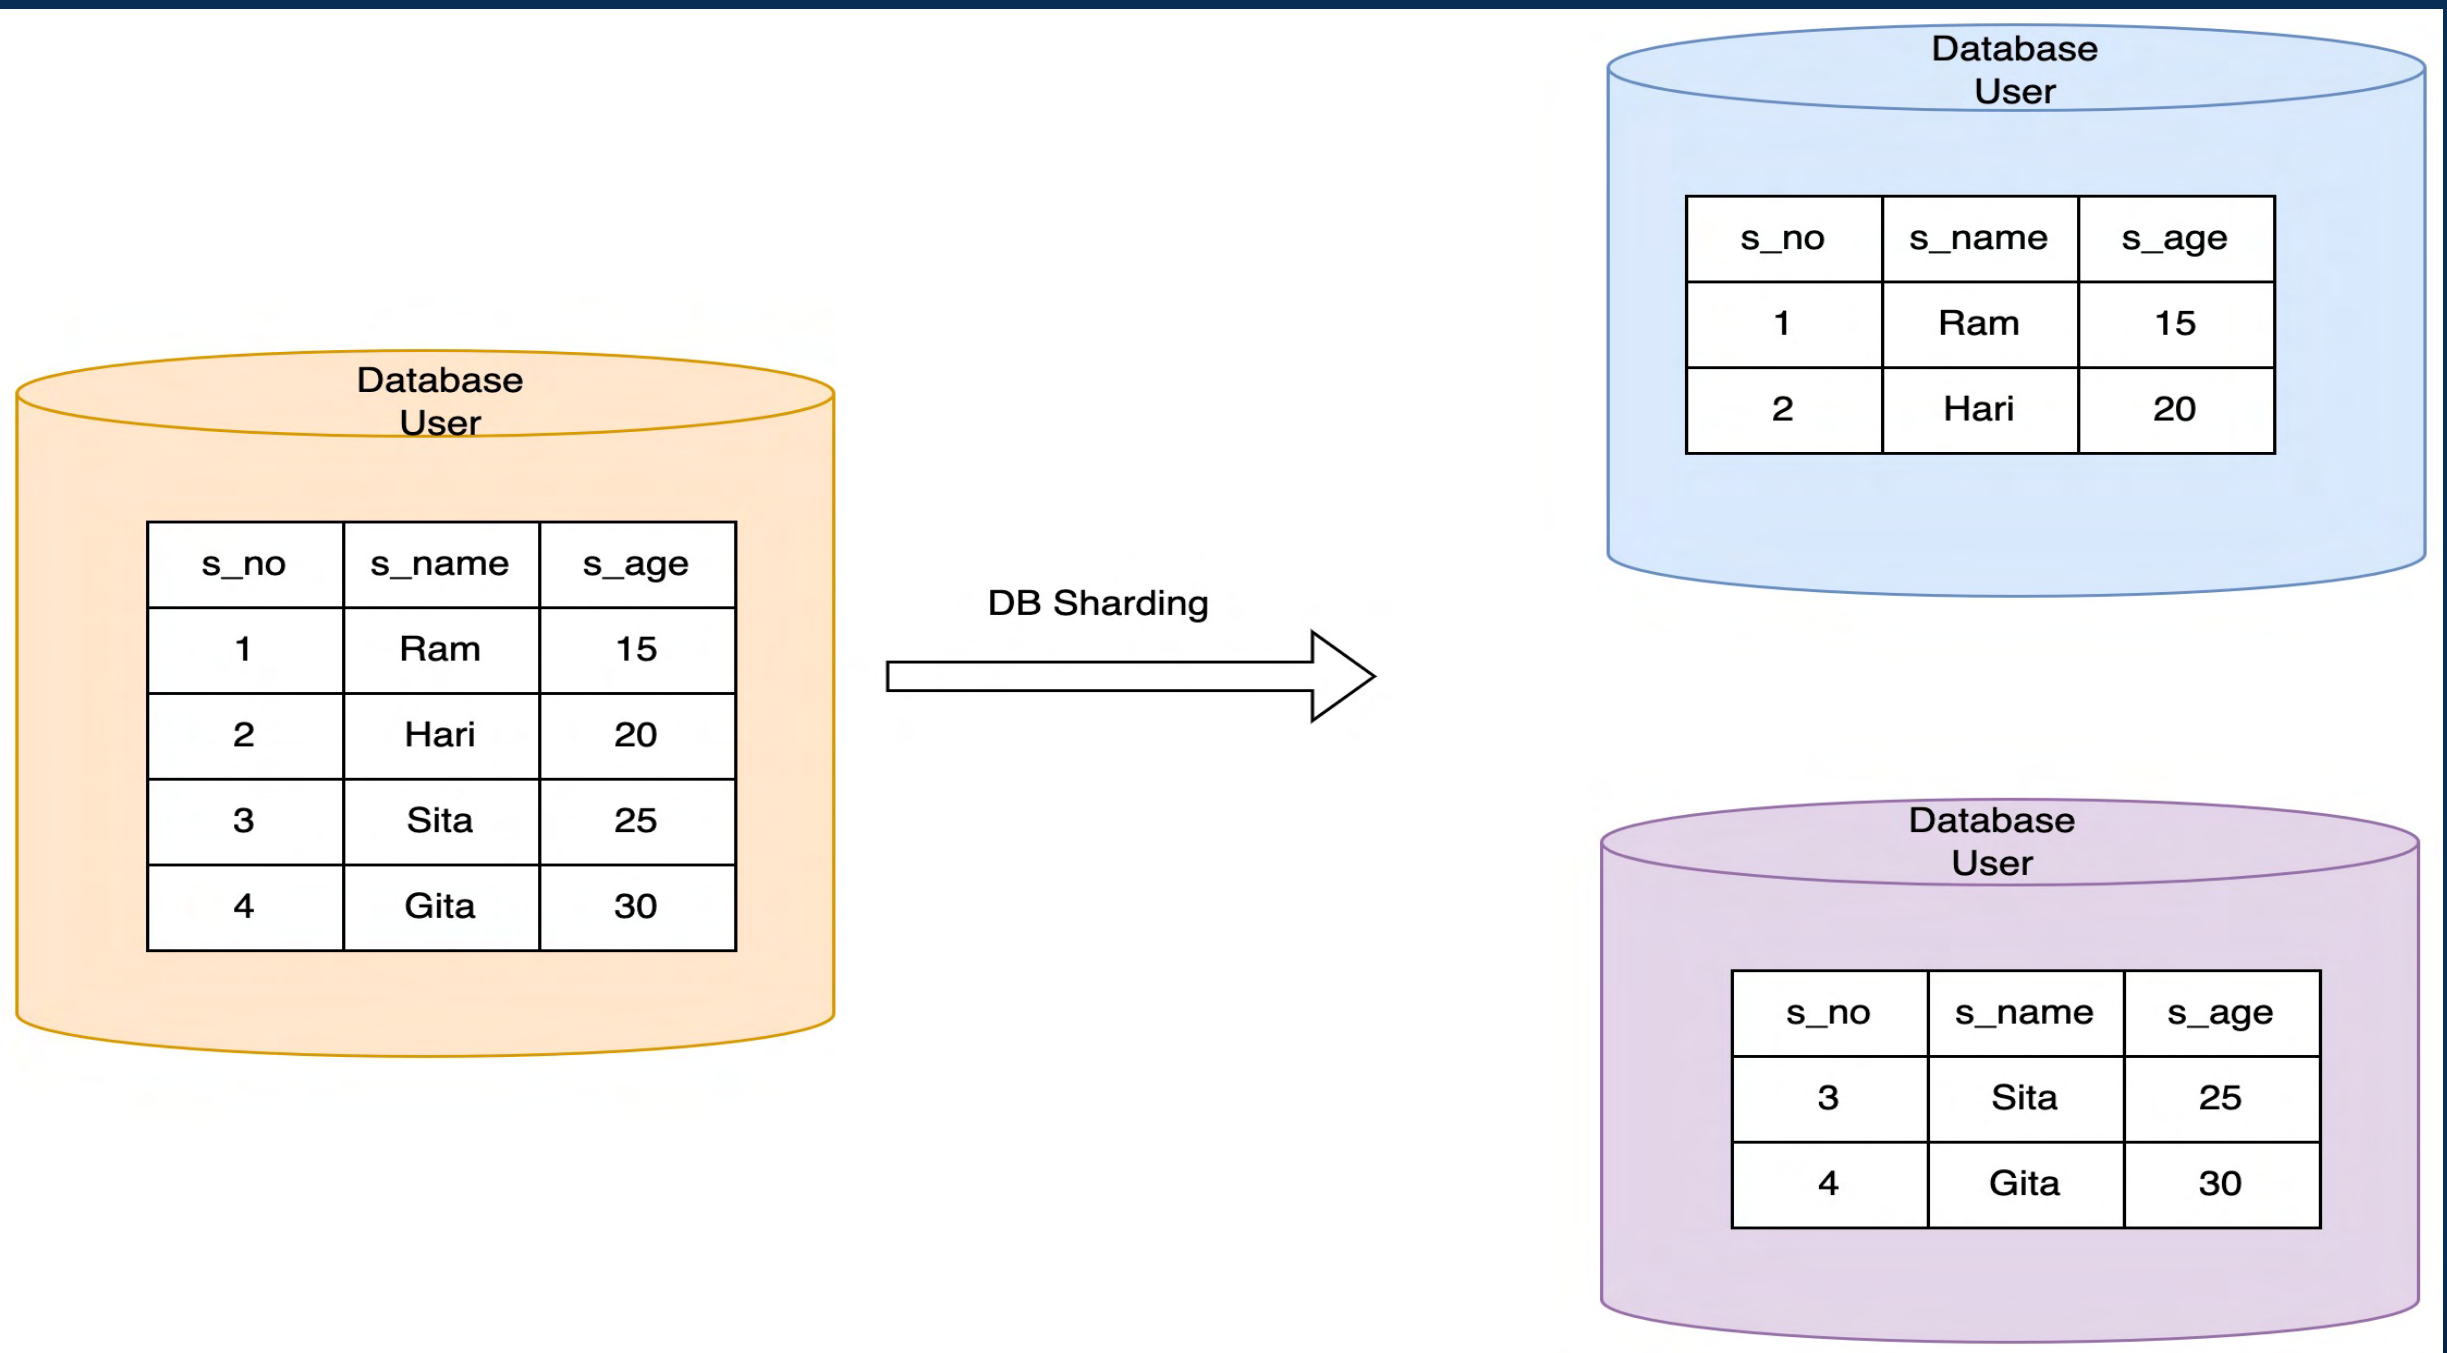 Database
User
s_no s_name s_age
1 Ram 15
2 Hari 20
3 Sita 25
4 Gita 30
DB Sharding
Database
User
s_no s_name s_age
1 Ram 15
2 Hari 20
Database
User
s_no s_name s_age
3 Sita 25
4 Gita 30